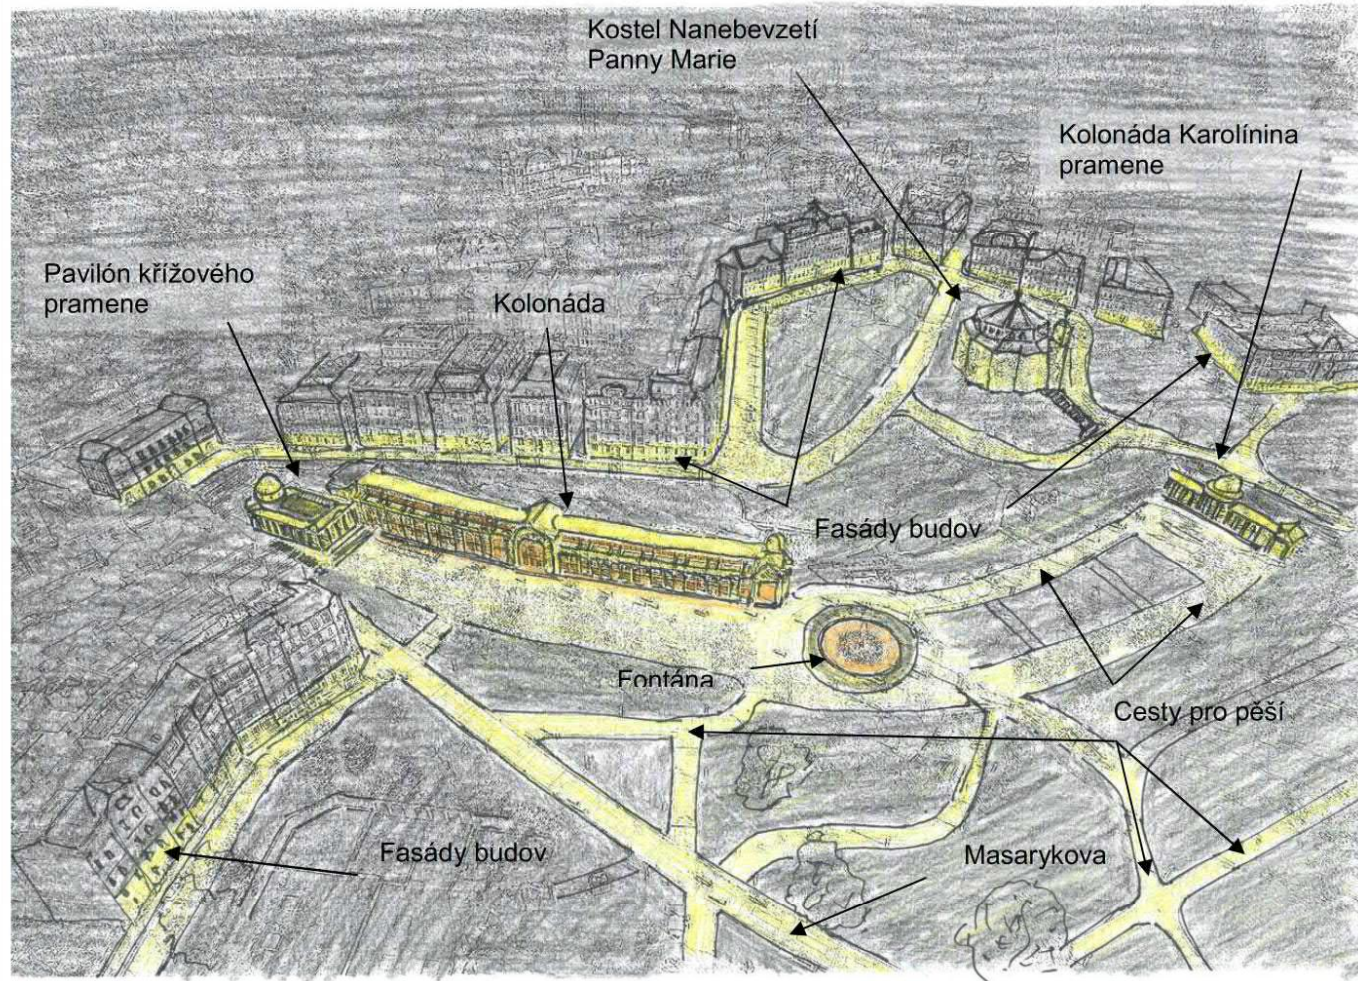 Kostel Nanebevzetí
Panny Marie
Kolonáda Karolínina
pramene
Pavilón křížového
pramene
Kolonáda
Fasády budov
Fontána
Cesty pro pěší
Fasády budov
Masarykova